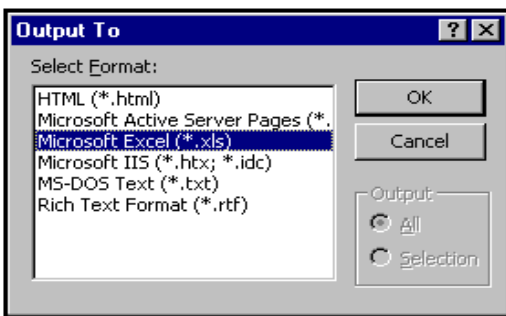 Output To
Select Format:
HTML (*.html)
Microsoft Active Server Pages (*.
Microsoft Excel (*.xls)
Microsoft IIS (*.htx; *.idc)
MS-DOS Text (*.txt)
Rich Text Format (*.rtf)
OK
Cancel
Output
All
Selection